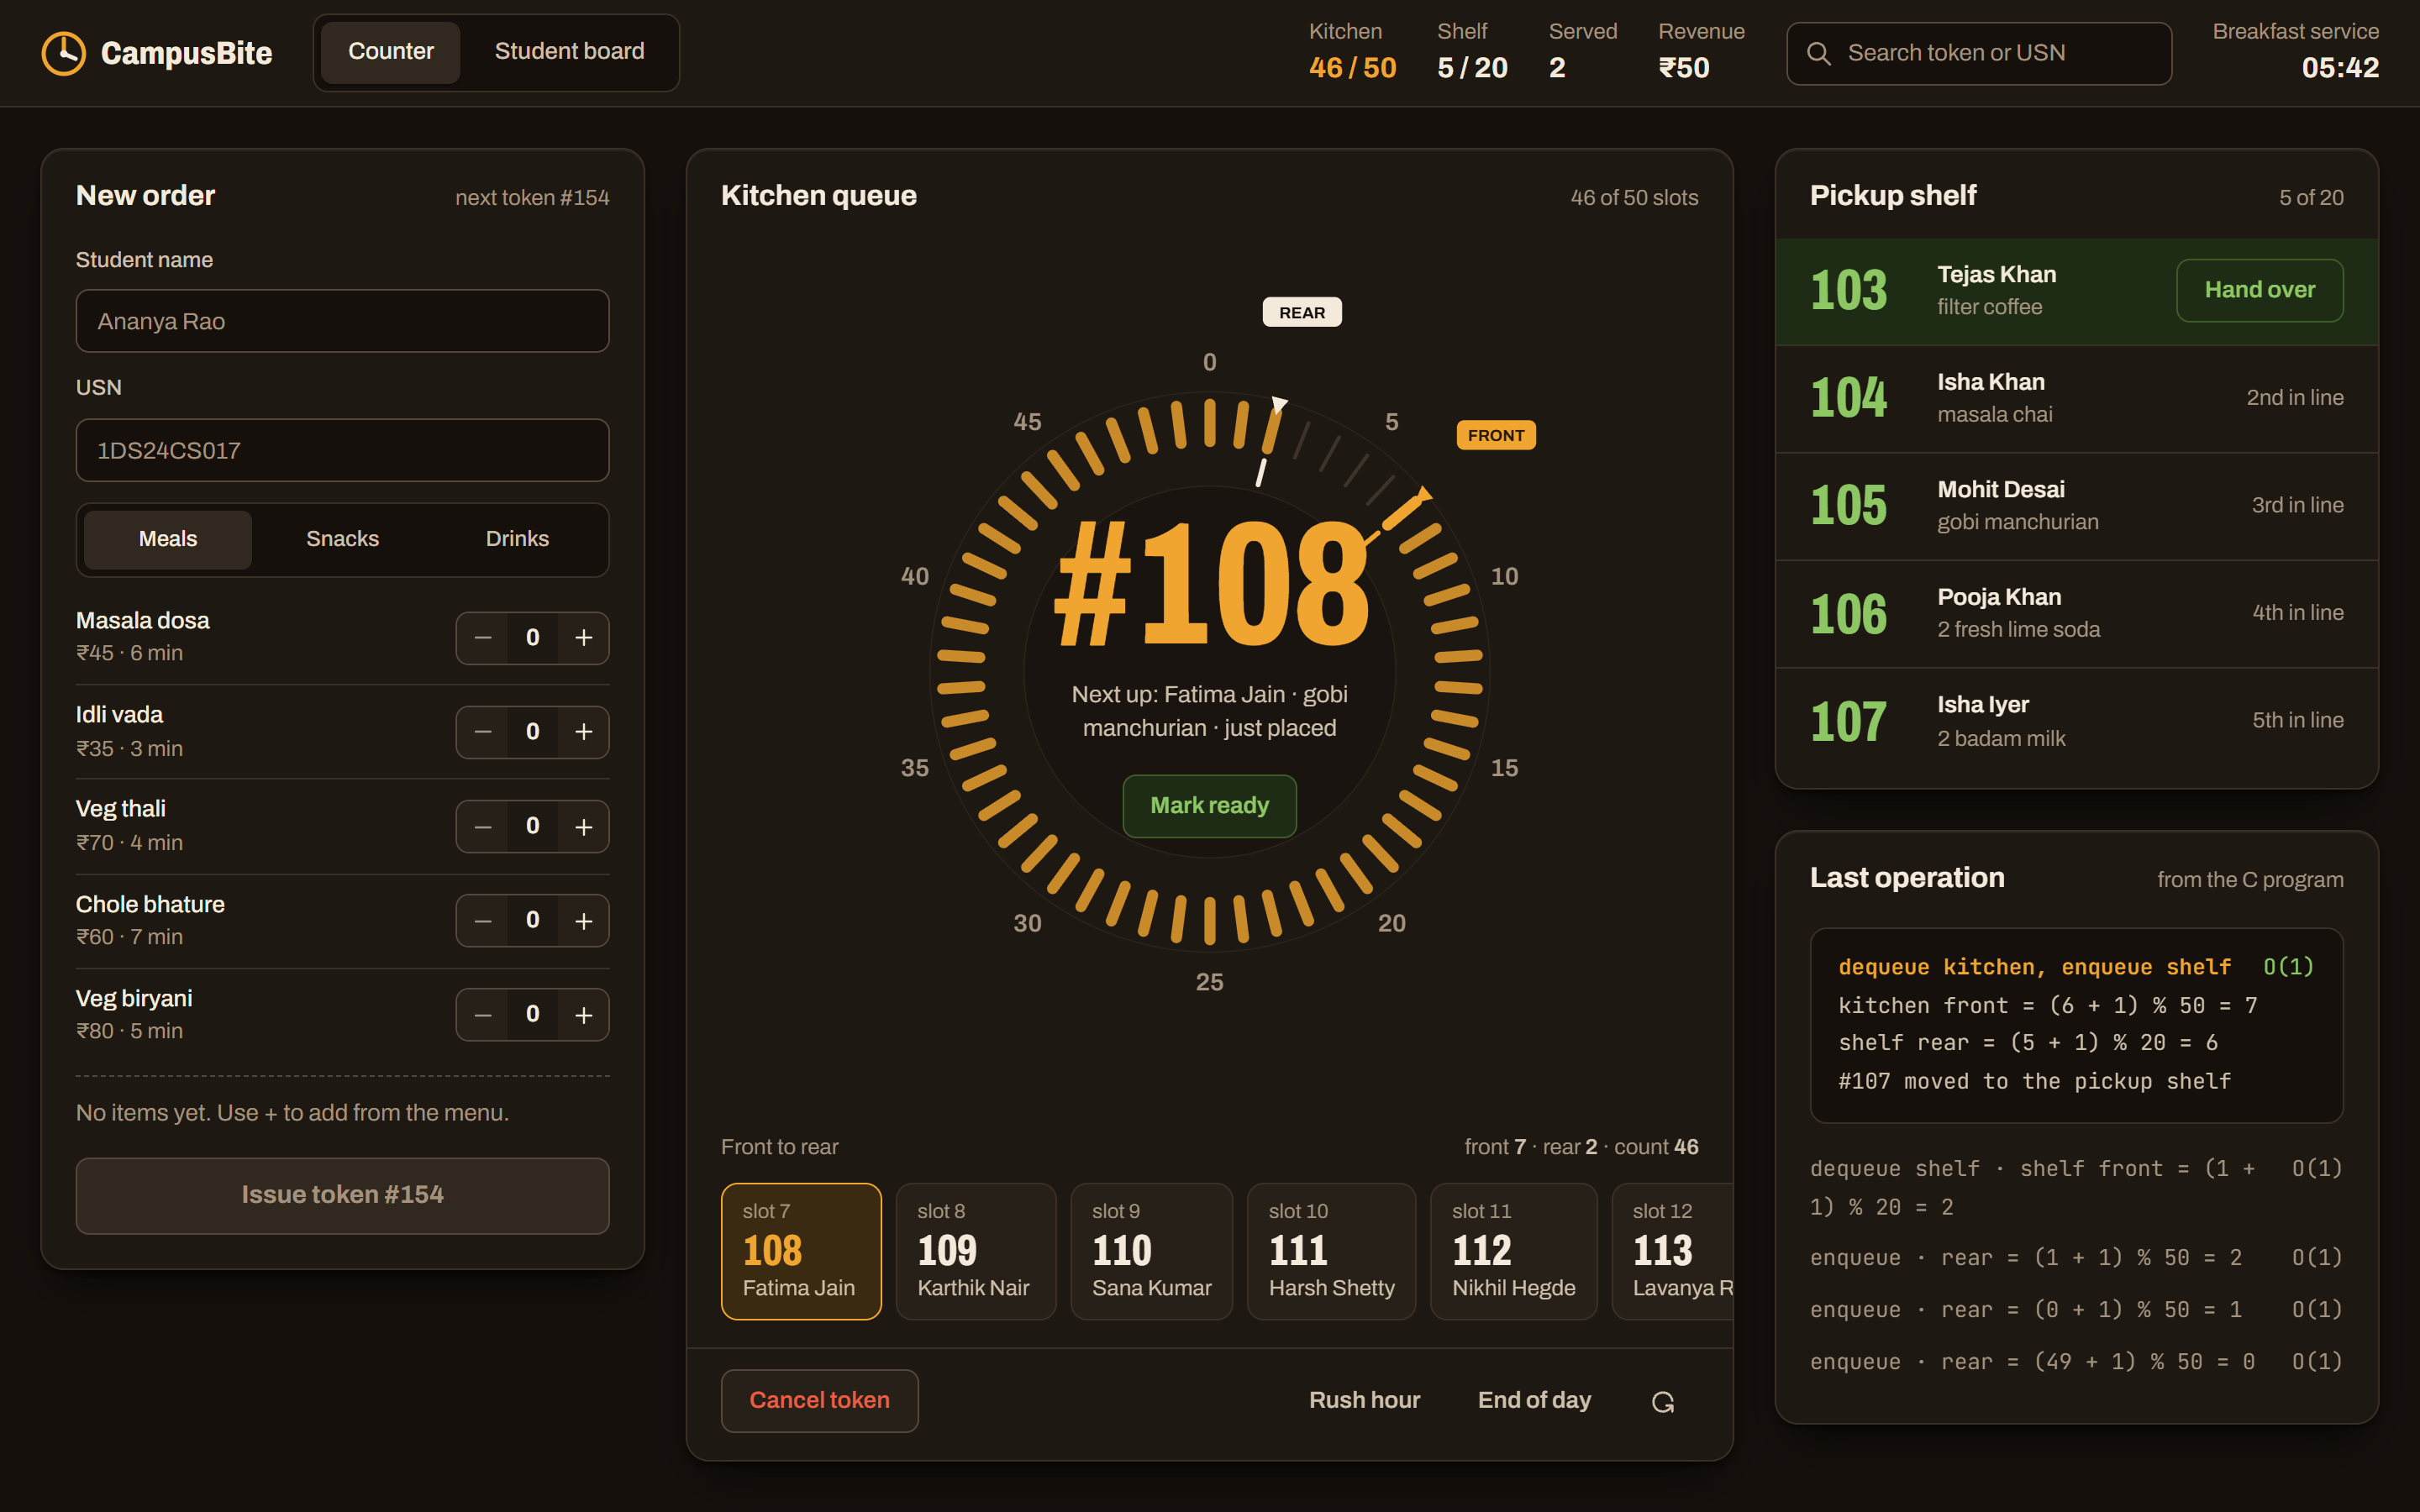 CampusBite
Counter
Student board
Kitchen
46 / 50
Shelf
5 / 20
Served
2
Revenue
₹50
Search token or USN
Breakfast service
05:42
New order
next token #154
Student name
Ananya Rao
USN
1DS24CS017
Meals
Snacks
Drinks
Masala dosa
₹45 · 6 min
− 0 +
Idli vada
₹35 · 3 min
− 0 +
Veg thali
₹70 · 4 min
− 0 +
Chole bhature
₹60 · 7 min
− 0 +
Veg biryani
₹80 · 5 min
− 0 +
No items yet. Use + to add from the menu.
Issue token #154
Kitchen queue
46 of 50 slots
REAR
FRONT
0
5
10
15
20
25
30
35
40
45
#108
Next up: Fatima Jain · gobi
manchurian · just placed
Mark ready
Front to rear
front 7 · rear 2 · count 46
slot 7
108
Fatima Jain
slot 8
109
Karthik Nair
slot 9
110
Sana Kumar
slot 10
111
Harsh Shetty
slot 11
112
Nikhil Hegde
slot 12
113
Lavanya R
Cancel token
Rush hour
End of day
Pickup shelf
5 of 20
103
Tejas Khan
filter coffee
Hand over
104
Isha Khan
masala chai
2nd in line
105
Mohit Desai
gobi manchurian
3rd in line
106
Pooja Khan
2 fresh lime soda
4th in line
107
Isha Iyer
2 badam milk
5th in line
Last operation
from the C program
dequeue kitchen, enqueue shelf O(1)
kitchen front = (6 + 1) % 50 = 7
shelf rear = (5 + 1) % 20 = 6
#107 moved to the pickup shelf
dequeue shelf · shelf front = (1 + O(1)
1) % 20 = 2
enqueue · rear = (1 + 1) % 50 = 2 O(1)
enqueue · rear = (0 + 1) % 50 = 1 O(1)
enqueue · rear = (49 + 1) % 50 = 0 O(1)